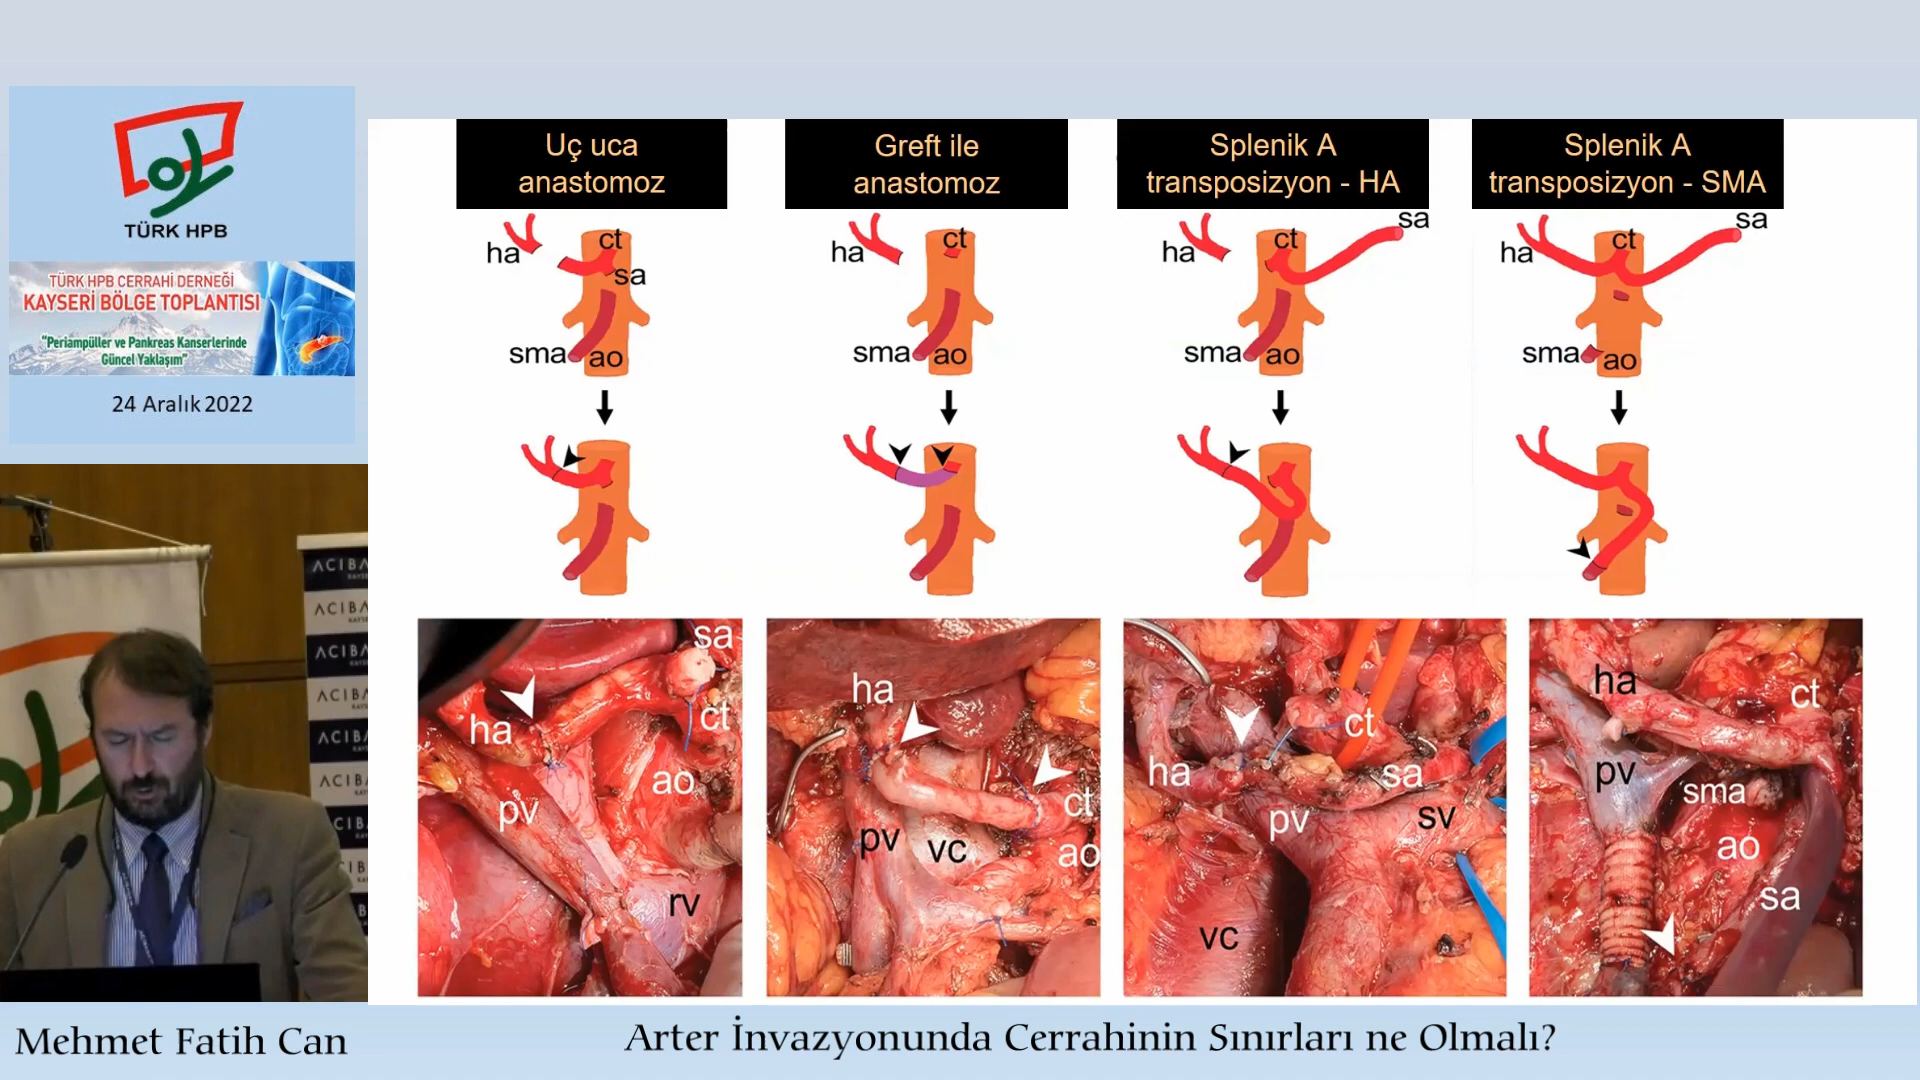 TÜRK HPB
TÜRK HPB CERRAHİ DERNEĞİ
KAYSERİ BÖLGE TOPLANTISI
"Periampüller ve Pankreas Kanserlerinde
Güncel Yaklaşım"
24 Aralık 2022
Uç uca
anastomoz
ha
ct
sa
sma
ao
Greft ile
anastomoz
ha
ct
sma
ao
Splenik A
transpozisyon - HA
ha
ct
sa
sma
ao
Splenik A
transpozisyon - SMA
ha
ct
sa
sma
ao
sa
ha
ct
ao
pv
rv
ha
ct
pv
vc
ao
ct
ha
sa
pv
sv
vc
ha
ct
pv
sma
ao
sa
Mehmet Fatih Can
Arter İnvazyonunda Cerrahinin Sınırları ne Olmalı?